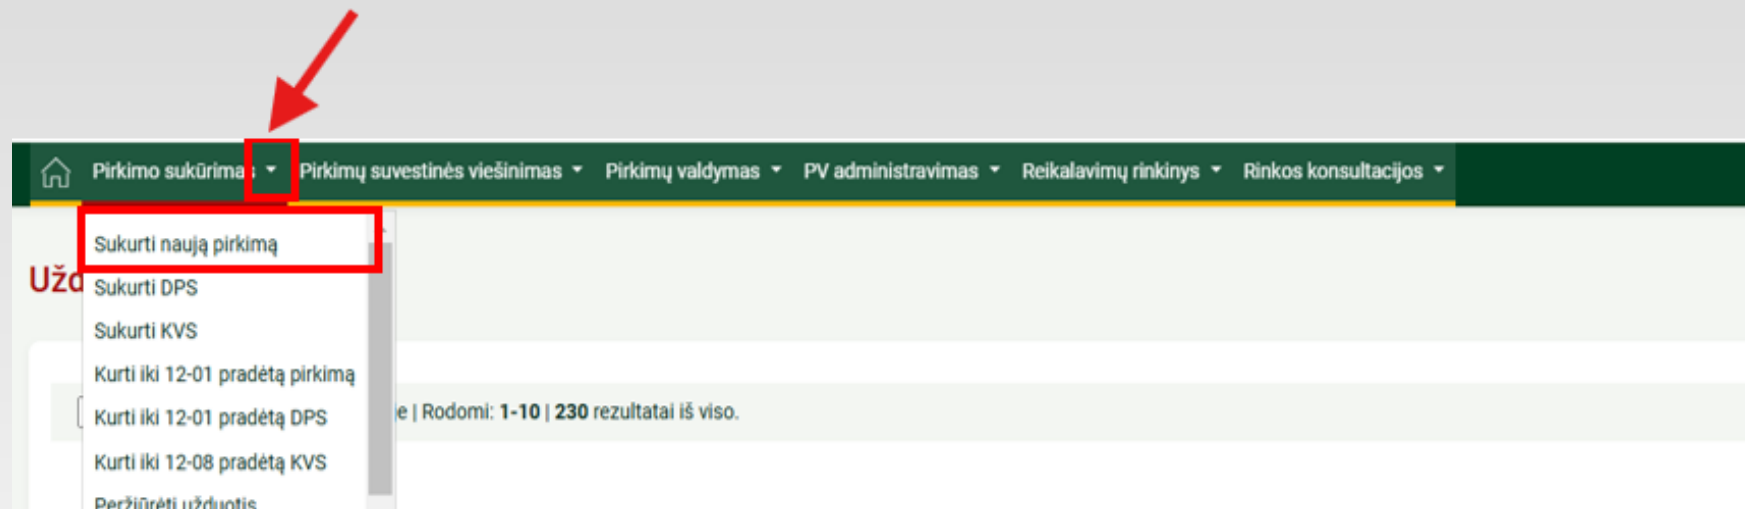 Pirkimo sukūrimas Pirkimų suvestinės viešinimas Pirkimų valdymas PV administravimas Reikalavimų rinkinys Rinkos konsultacijos
Sukurti naują pirkimą
Sukurti DPS
Sukurti KVS
Kurti iki 12-01 pradėtą pirkimą
Kurti iki 12-01 pradėtą DPS
| Rodomi: 1-10 | 230 rezultatai iš viso.
Kurti iki 12-08 pradėtą KVS
Peržiūrėti užduotis